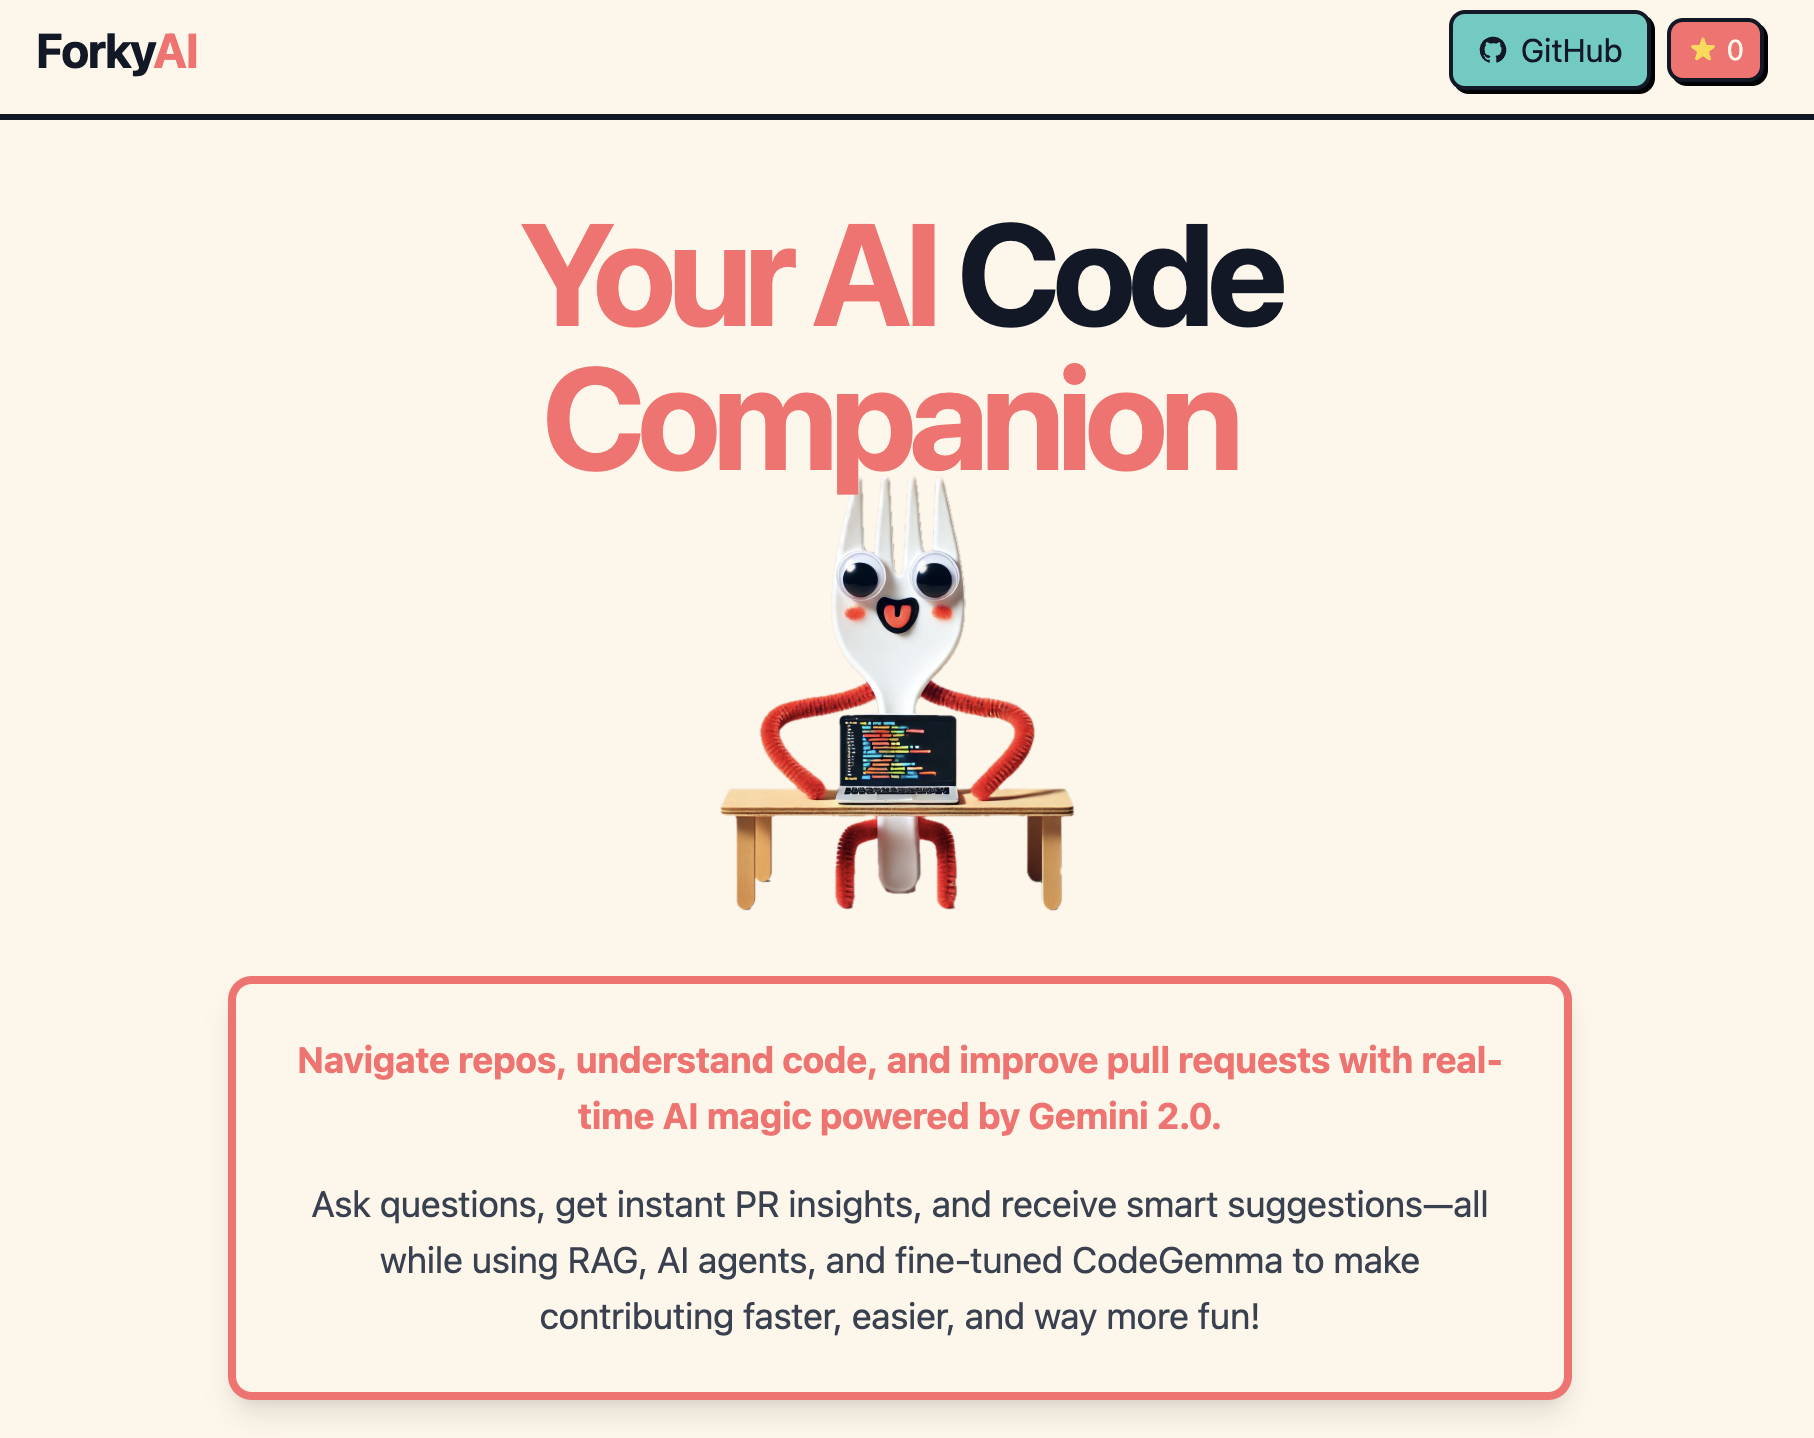 ForkyAI
GitHub
0
Your AI Code
Companion
Navigate repos, understand code, and improve pull requests with real-
time AI magic powered by Gemini 2.0.
Ask questions, get instant PR insights, and receive smart suggestions—all
while using RAG, AI agents, and fine-tuned CodeGemma to make
contributing faster, easier, and way more fun!